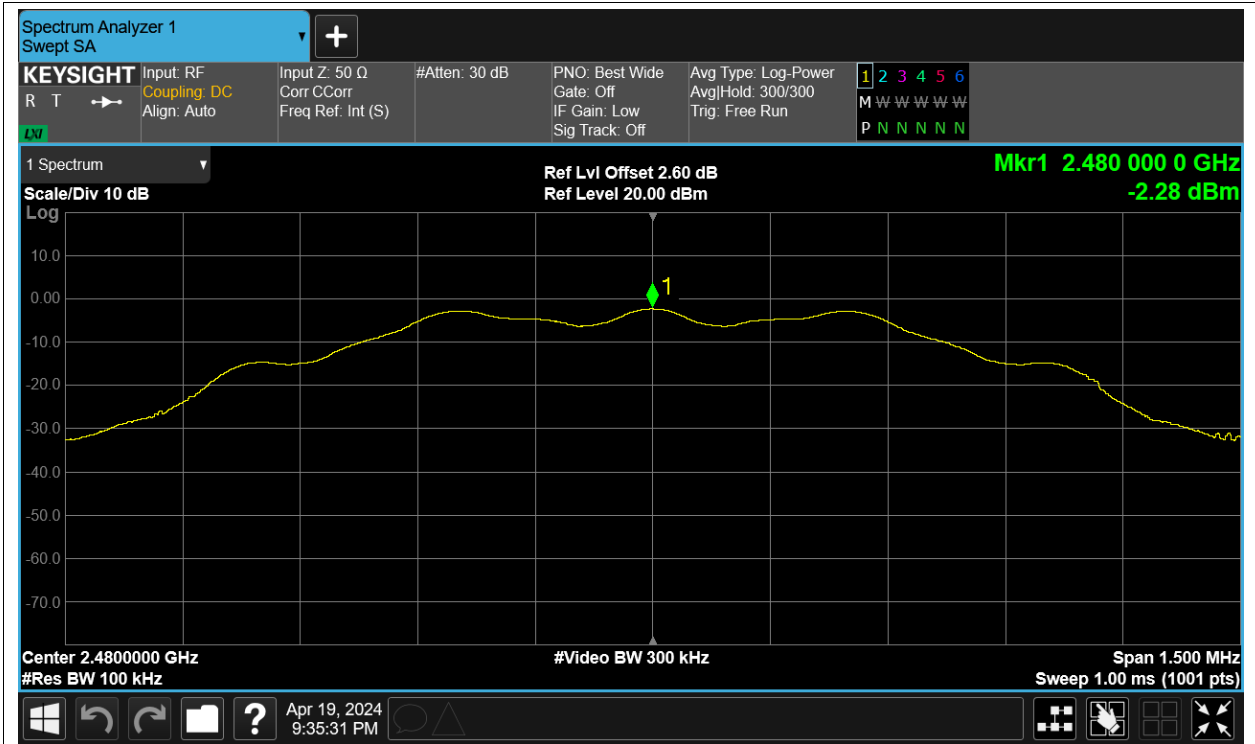 Spectrum Analyzer 1
Swept SA
KEYSIGHT
R T
LXI
Input: RF
Coupling: DC
Align: Auto
Input Z: 50 Ω
Corr CCorr
Freq Ref: Int (S)
#Atten: 30 dB
PNO: Best Wide
Gate: Off
IF Gain: Low
Sig Track: Off
Avg Type: Log-Power
Avg|Hold: 300/300
Trig: Free Run
1 2 3 4 5 6
M W W W W W
P N N N N N
1 Spectrum
Scale/Div 10 dB
Log
Ref Lvl Offset 2.60 dB
Ref Level 20.00 dBm
Mkr1 2.480 000 0 GHz
-2.28 dBm
10.0
0.00
-10.0
-20.0
-30.0
-40.0
-50.0
-60.0
-70.0
1
Center 2.4800000 GHz
#Res BW 100 kHz
#Video BW 300 kHz
Span 1.500 MHz
Sweep 1.00 ms (1001 pts)
?
Apr 19, 2024
9:35:31 PM